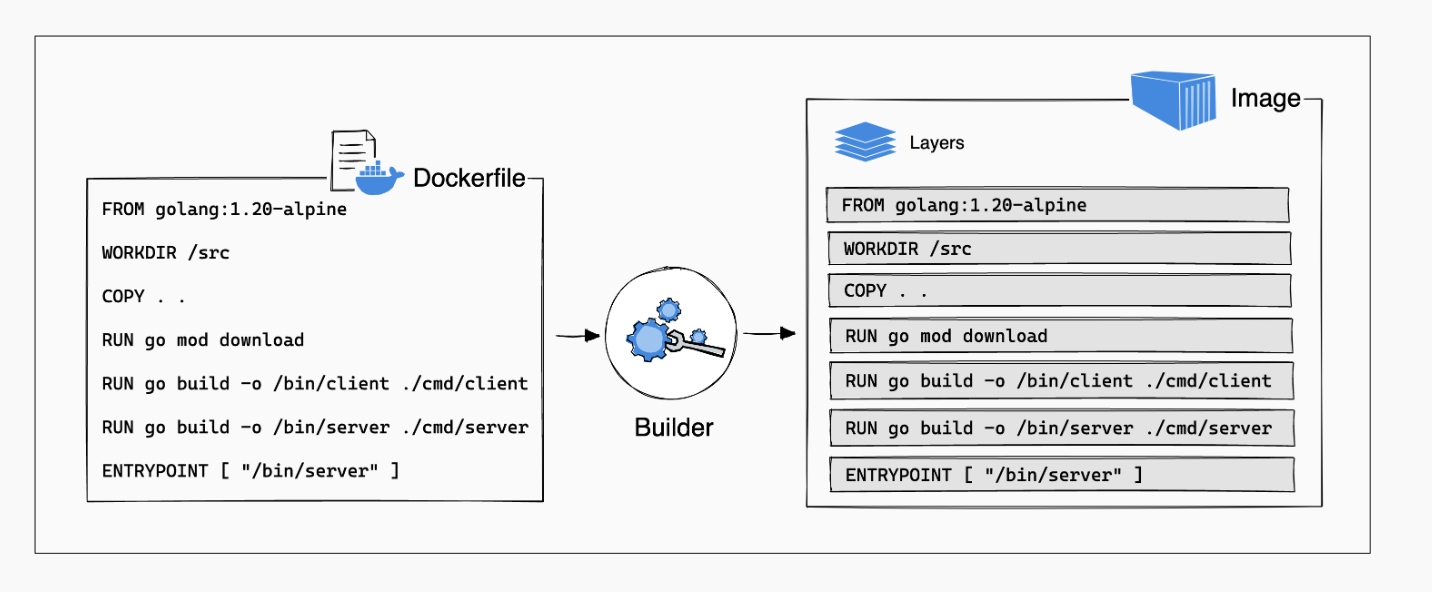 Dockerfile
FROM golang:1.20-alpine
WORKDIR /src
COPY . .
RUN go mod download
RUN go build -o /bin/client ./cmd/client
RUN go build -o /bin/server ./cmd/server
ENTRYPOINT [ "/bin/server" ]
Builder
Image
Layers
FROM golang:1.20-alpine
WORKDIR /src
COPY . .
RUN go mod download
RUN go build -o /bin/client ./cmd/client
RUN go build -o /bin/server ./cmd/server
ENTRYPOINT [ "/bin/server" ]